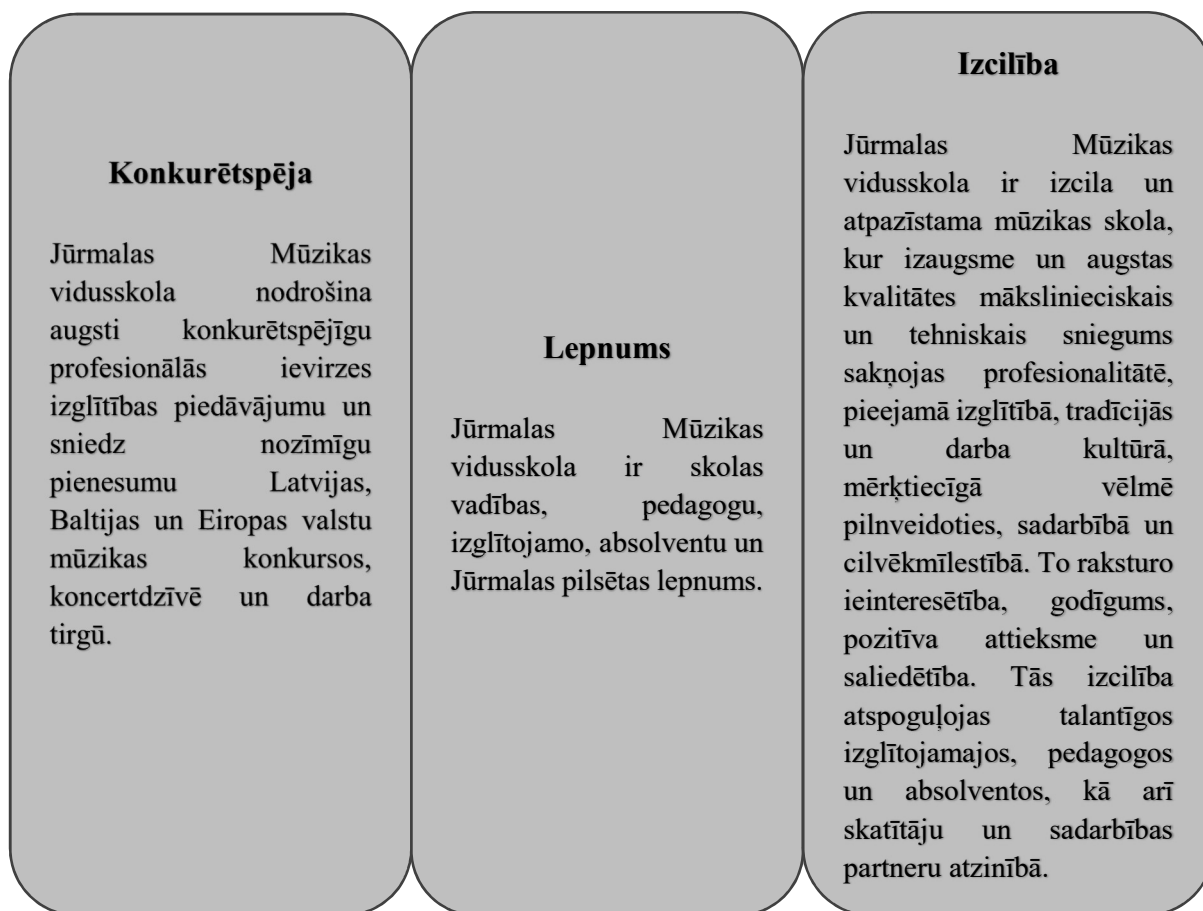 Konkurētspēja
Jūrmalas Mūzikas
vidusskola nodrošina
augsti konkurētspējīgu
profesionālās ievirzes
izglītības piedāvājumu un
sniedz nozīmīgu
pienesumu Latvijas,
Baltijas un Eiropas valstu
mūzikas konkursos,
koncertdzīvē un darba
tirgū.
Lepnums
Jūrmalas Mūzikas
vidusskola ir skolas
vadības, pedagogu,
izglītojamo, absolventu un
Jūrmalas pilsētas lepnums.
Izcilība
Jūrmalas Mūzikas
vidusskola ir izcila un
atpazīstama mūzikas skola,
kur izaugsme un augstas
kvalitātes mākslinieciskais
un tehniskais sniegums
sakņojas profesionalitātē,
pieejamā izglītībā, tradīcijās
un darba kultūrā,
mērķtiecīgā vēlmē
pilnveidoties, sadarbībā un
cilvēkmīlestībā. To raksturo
ieinteresētība, godīgums,
pozitīva attieksme un
saliedētība. Tās izcilība
atspoguļojas talantīgos
izglītojamajos, pedagogos
un absolventos, kā arī
skatītāju un sadarbības
partneru atzinībā.